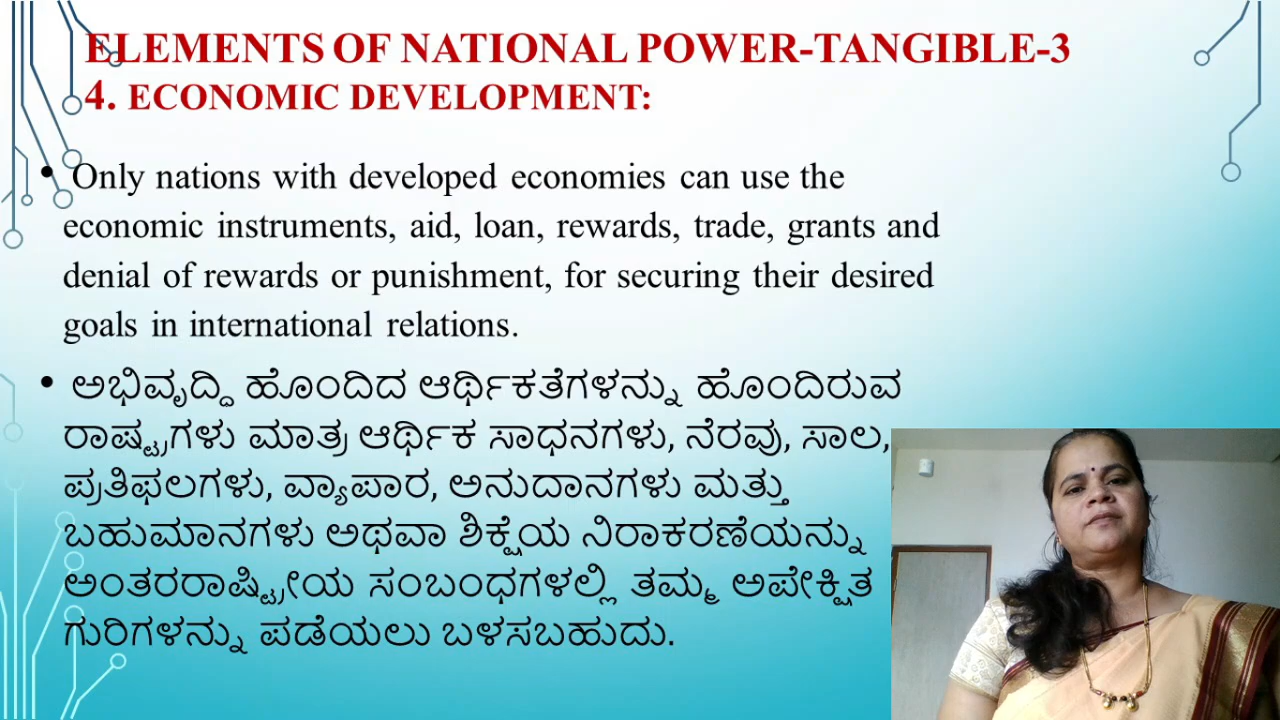 ELEMENTS OF NATIONAL POWER-TANGIBLE-3
4. ECONOMIC DEVELOPMENT:
• Only nations with developed economies can use the
economic instruments, aid, loan, rewards, trade, grants and
denial of rewards or punishment, for securing their desired
goals in international relations.
• ಅಭಿವೃದ್ಧಿ ಹೊಂದಿದ ಆರ್ಥಿಕತೆಗಳನ್ನು ಹೊಂದಿರುವ
ರಾಷ್ಟ್ರಗಳು ಮಾತ್ರ ಆರ್ಥಿಕ ಸಾಧನಗಳು, ನೆರವು, ಸಾಲ,
ಪ್ರತಿಫಲಗಳು, ವ್ಯಾಪಾರ, ಅನುದಾನಗಳು ಮತ್ತು
ಬಹುಮಾನಗಳು ಅಥವಾ ಶಿಕ್ಷೆಯ ನಿರಾಕರಣೆಯನ್ನು
ಅಂತರರಾಷ್ಟ್ರೀಯ ಸಂಬಂಧಗಳಲ್ಲಿ ತಮ್ಮ ಅಪೇಕ್ಷಿತ
ಗುರಿಗಳನ್ನು ಪಡೆಯಲು ಬಳಸಬಹುದು.